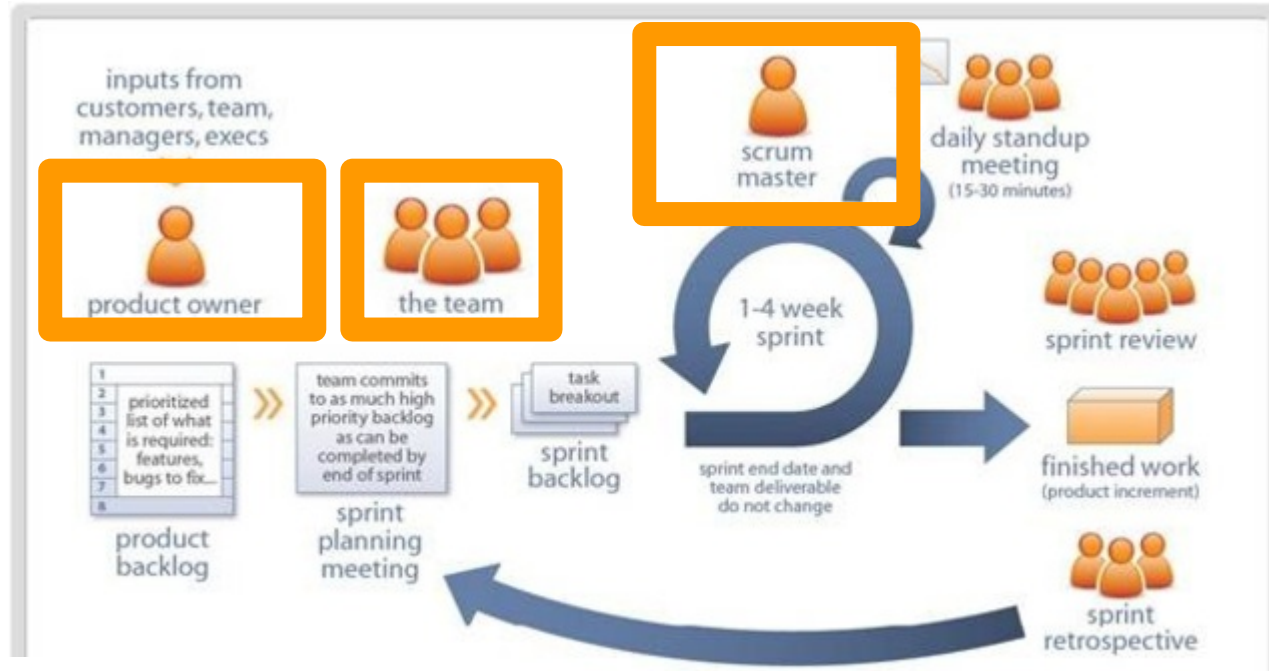 inputs from
customers, team,
managers, execs
product owner
the team
scrum
master
daily standup
meeting
(15-30 minutes)
1-4 week
sprint
sprint review
1
2
3
4
5
6
7
8
prioritized
list of what
is required:
features,
bugs to fix...
product
backlog
team commits
to as much high
priority backlog
as can be
completed by
end of sprint
sprint
planning
meeting
task
breakout
sprint
backlog
sprint end date and
team deliverable
do not change
finished work
(product increment)
sprint
retrospective